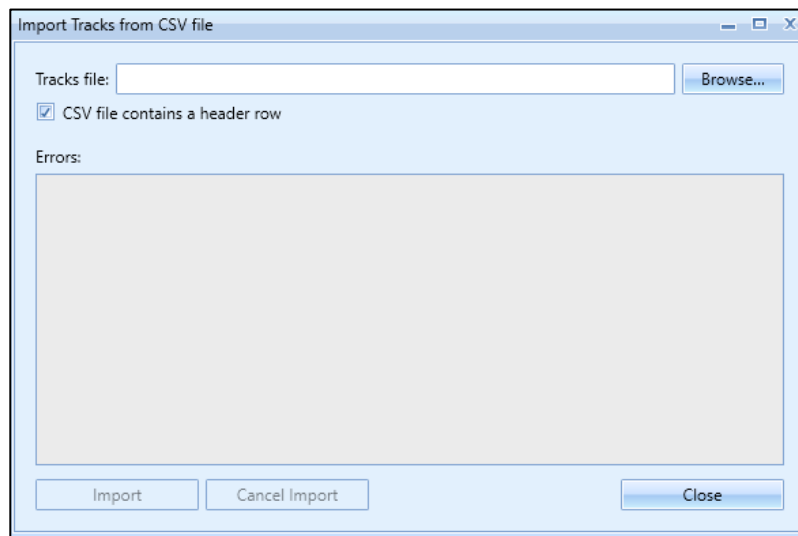 Import Tracks from CSV file
Tracks file: Browse...
CSV file contains a header row
Errors:
Import Cancel Import Close